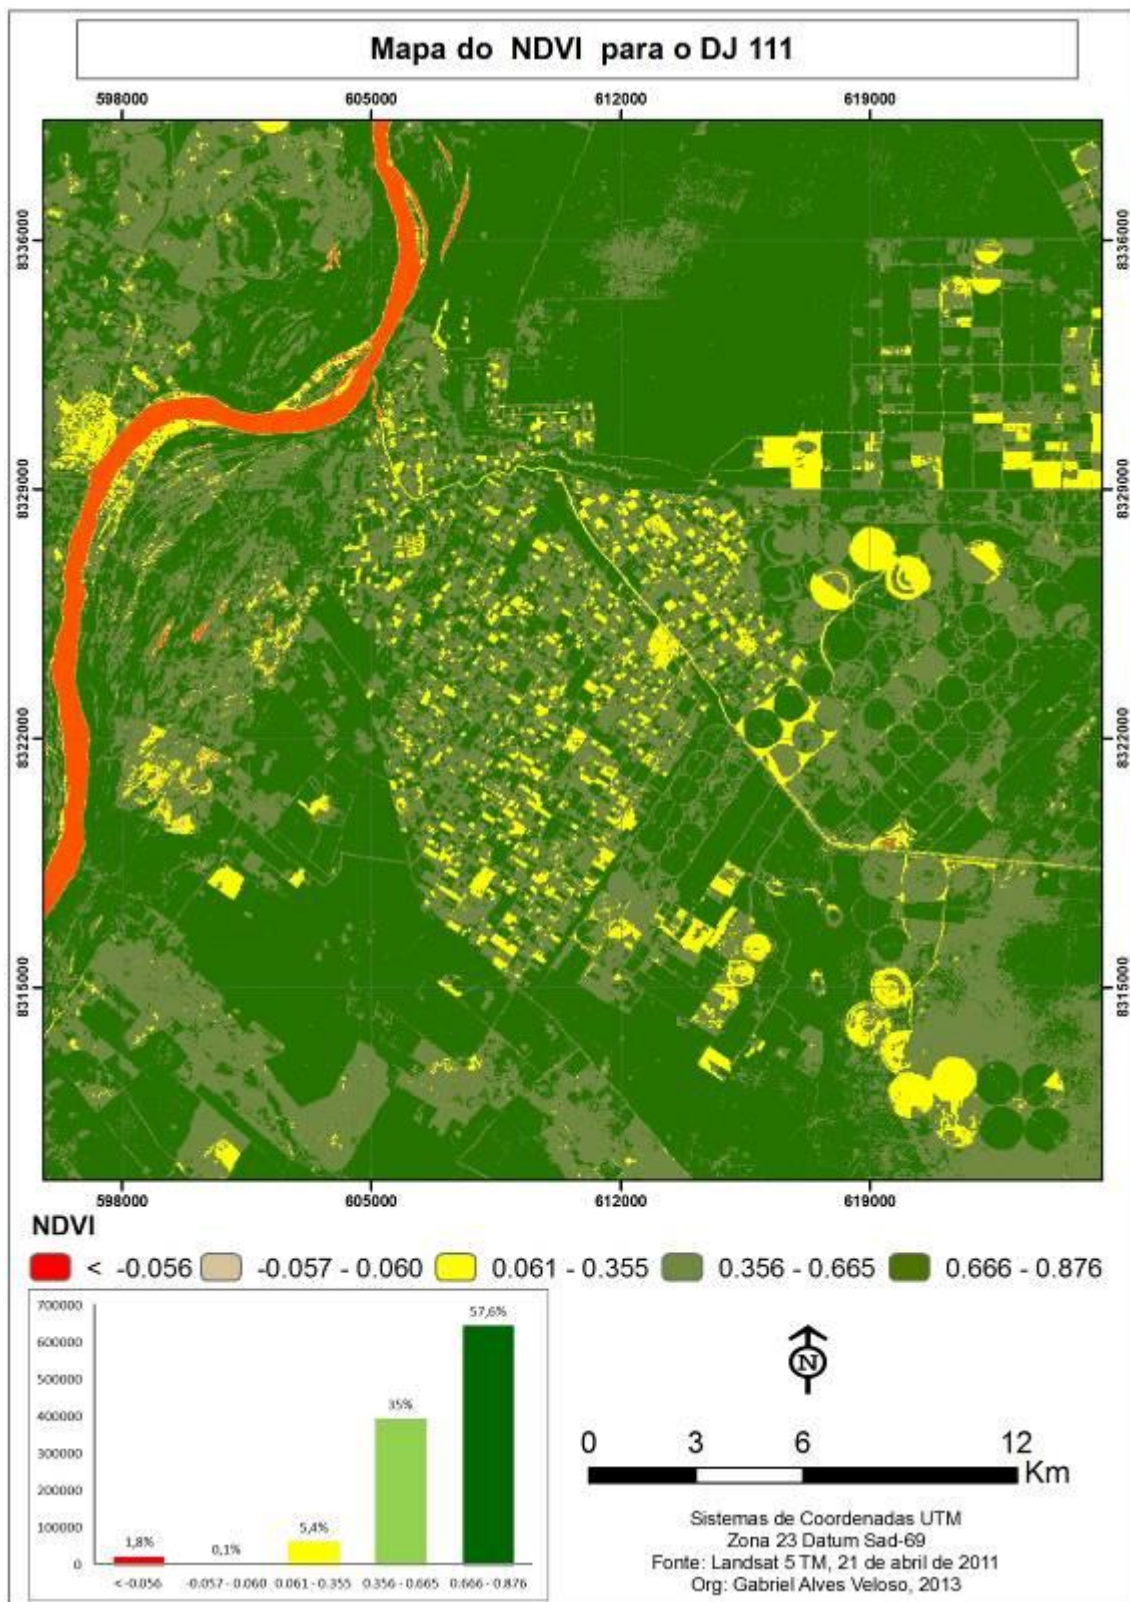 Mapa do NDVI para o DJ 111
598000 605000 612000 619000
8336000 8336000
8329000 8329000
8322000 8322000
8315000 8315000
598000 605000 612000 619000
NDVI
< -0.056 -0.057 - 0.060 0.061 - 0.355 0.356 - 0.665 0.666 - 0.876
700000
600000
500000
400000
300000
200000
100000
0
1,8% 0,1% 5,4% 35% 57,6%
< -0.056 -0.057 - 0.060 0.061 - 0.355 0.356 - 0.665 0.666 - 0.876
N
0 3 6 12
Km
Sistemas de Coordenadas UTM
Zona 23 Datum Sad-69
Fonte: Landsat 5 TM, 21 de abril de 2011
Org: Gabriel Alves Veloso, 2013